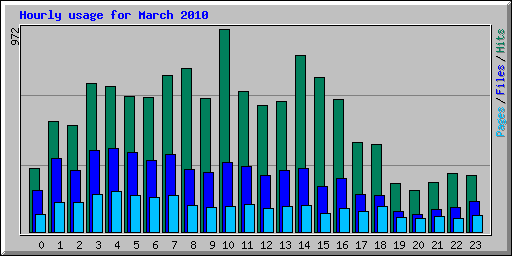 Hourly usage for March 2010
972
Pages/Files/Hits
0 1 2 3 4 5 6 7 8 9 10 11 12 13 14 15 16 17 18 19 20 21 22 23